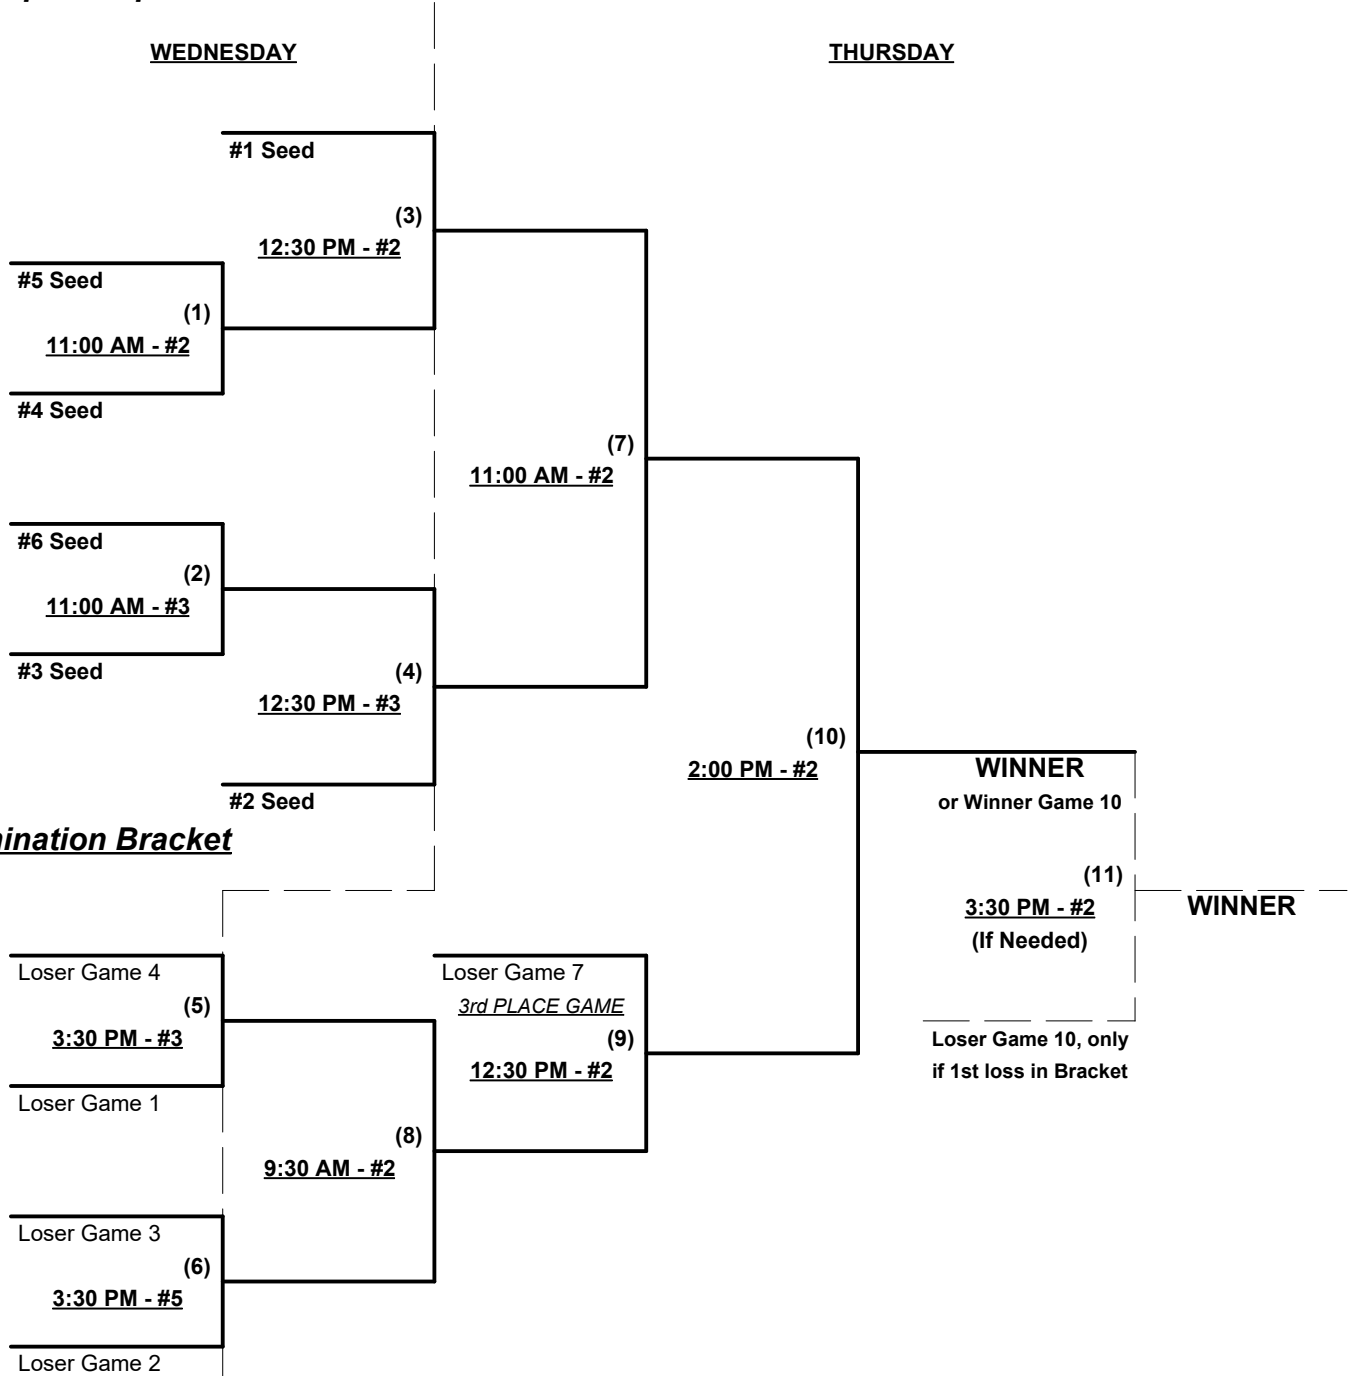 WEDNESDAY
THURSDAY
#1 Seed
(3)
12:30 PM - #2
#5 Seed
(1)
11:00 AM - #2
#4 Seed
(7)
11:00 AM - #2
#6 Seed
(2)
11:00 AM - #3
#3 Seed
(4)
12:30 PM - #3
(10)
2:00 PM - #2
WINNER
or Winner Game 10
#2 Seed
ination Bracket
(11)
3:30 PM - #2
(If Needed)
WINNER
Loser Game 4
(5)
3:30 PM - #3
Loser Game 1
Loser Game 7
3rd PLACE GAME
(9)
12:30 PM - #2
Loser Game 10, only
if 1st loss in Bracket
(8)
9:30 AM - #2
Loser Game 3
(6)
3:30 PM - #5
Loser Game 2